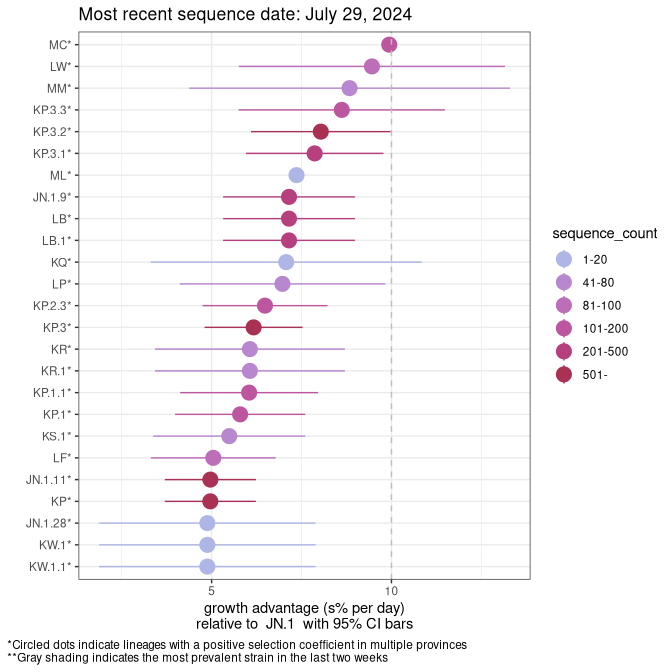 Most recent sequence date: July 29, 2024
MC*
LW*
MM*
KP.3.3*
KP.3.2*
KP.3.1*
ML*
JN.1.9*
LB*
LB.1*
KQ*
LP*
KP.2.3*
KP.3*
KR*
KR.1*
KP.1.1*
KP.1*
KS.1*
LF*
JN.1.11*
KP*
JN.1.28*
KW.1*
KW.1.1*
5 10
growth advantage (s% per day)
relative to JN.1 with 95% CI bars
sequence_count
1-20
41-80
81-100
101-200
201-500
501-
*Circled dots indicate lineages with a positive selection coefficient in multiple provinces
**Gray shading indicates the most prevalent strain in the last two weeks